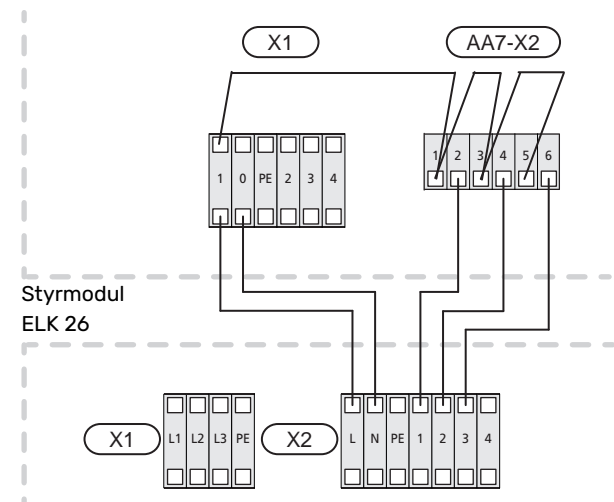 X1 AA7-X2
1 0 PE 2 3 4
1 2 3 4 5 6
Styrmodul
ELK 26
X1 L1 L2 L3 PE X2 L N PE 1 2 3 4